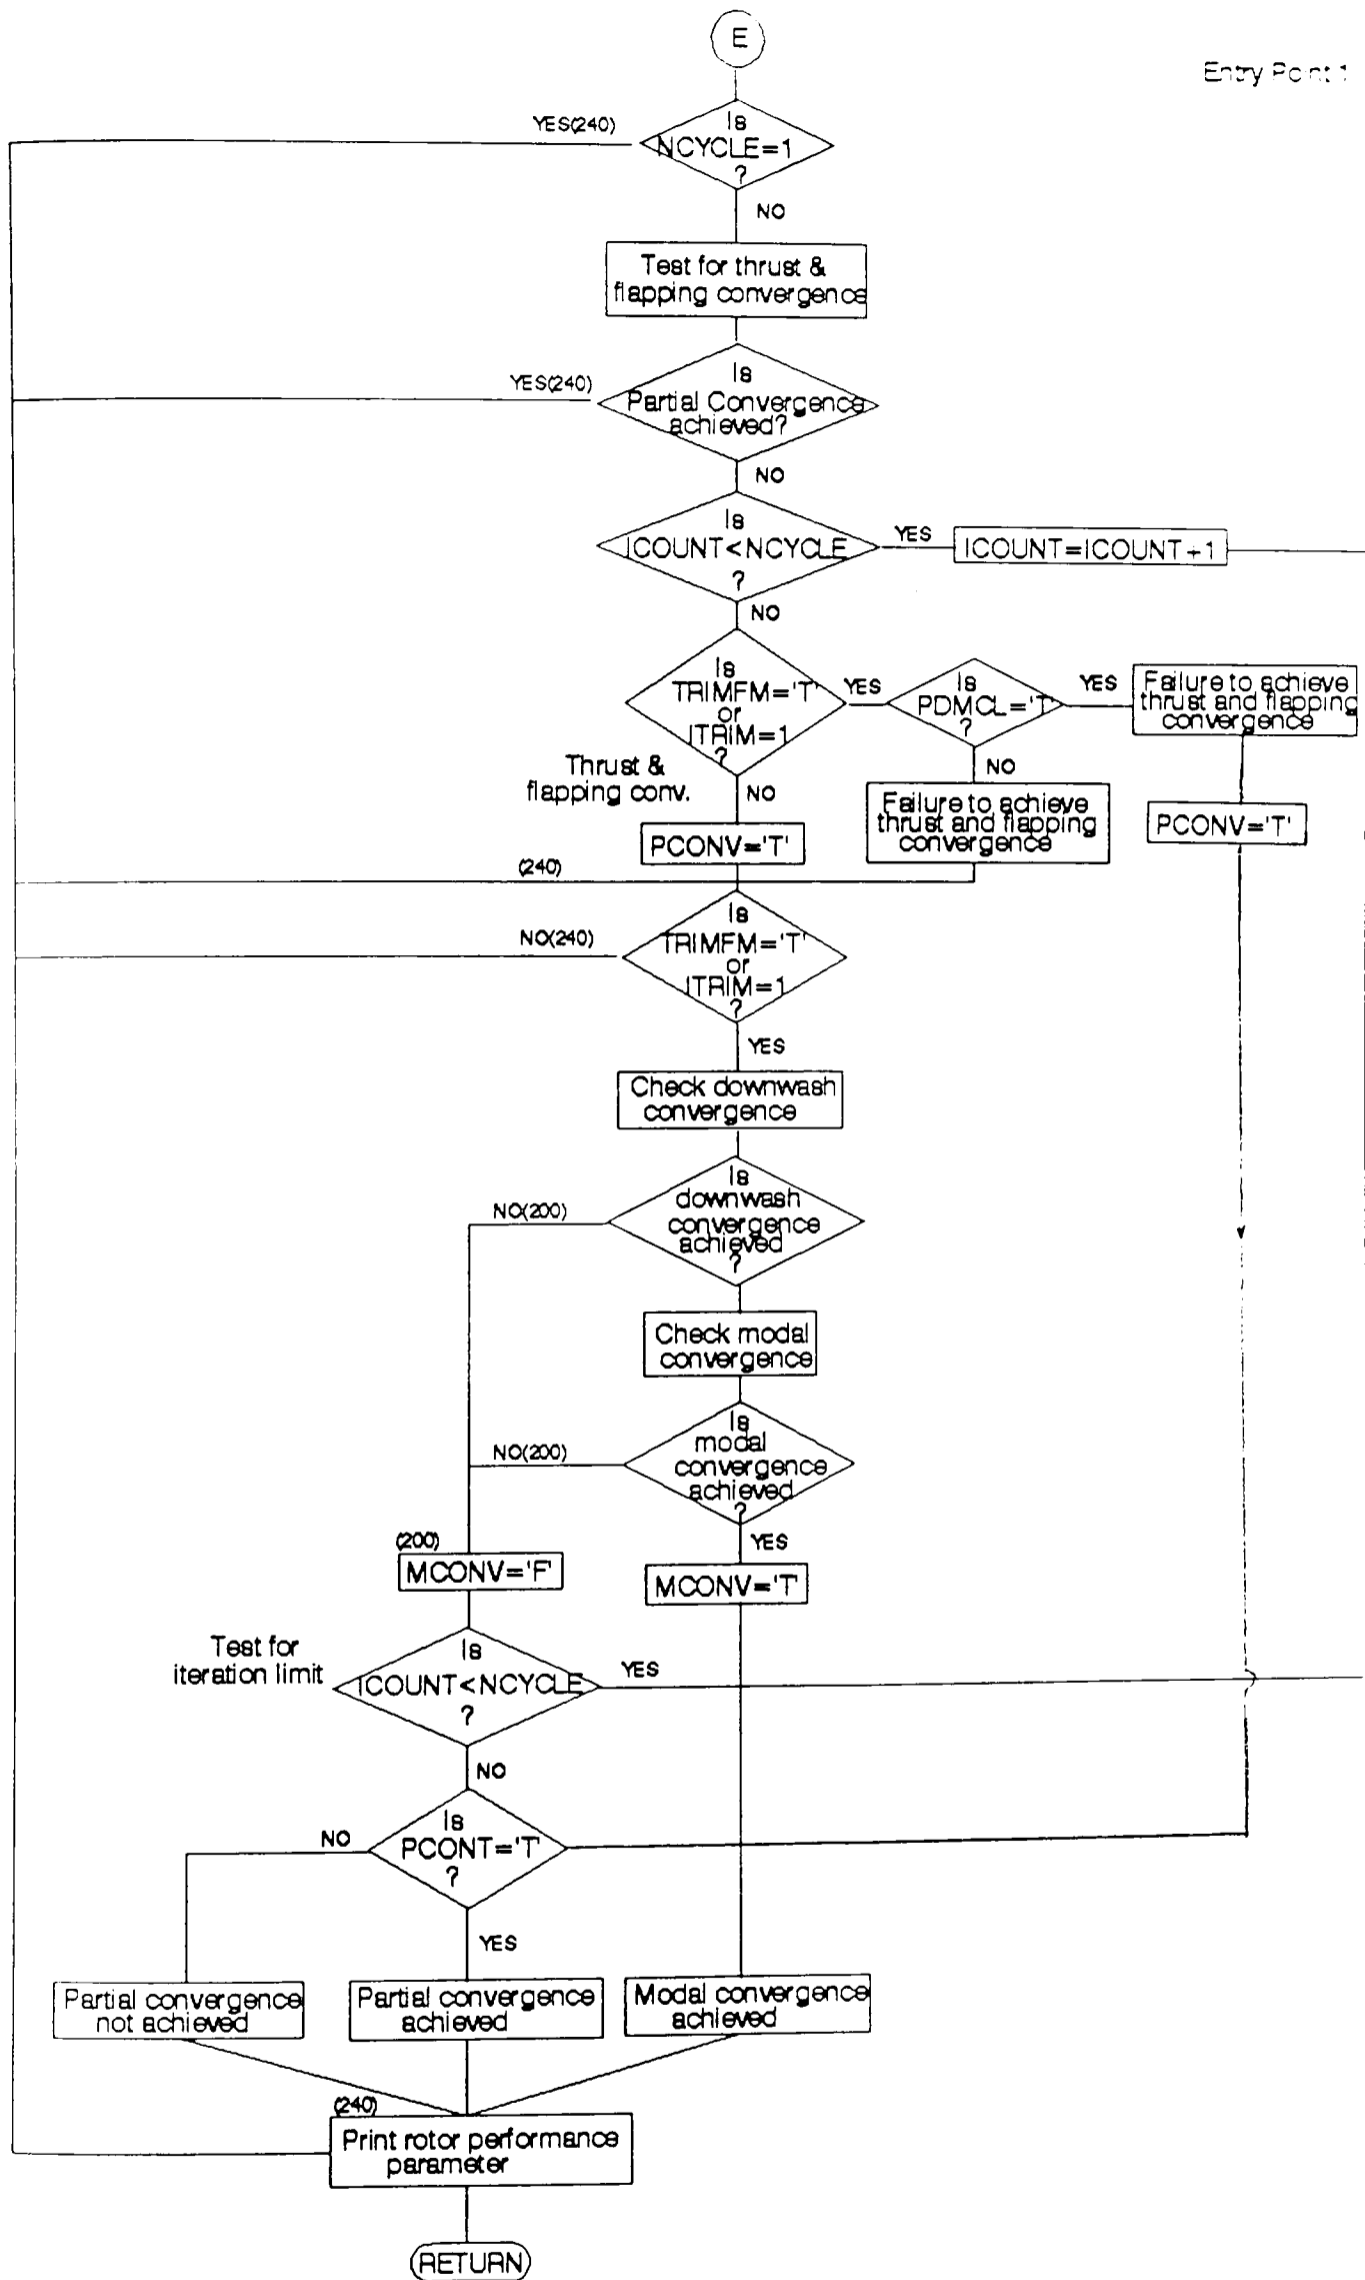 E
Entry Point 1
YES(240)
Is
NCYCLE=1
?
NO
Test for thrust &
flapping convergence
YES(240)
Is
Partial Convergence
achieved?
NO
Is
ICOUNT<NCYCLE
?
YES
ICOUNT=ICOUNT+1
NO
Is
TRIMFM='T'
or
ITRIM=1
?
YES
Is
PDMCL='T'
?
YES
Failure to achieve
thrust and flapping
convergence
Thrust &
flapping conv.
NO
NO
Failure to achieve
thrust and flapping
convergence
PCONV='T'
PCONV='T'
(240)
NO(240)
Is
TRIMFM='T'
or
ITRIM=1
?
YES
Check downwash
convergence
NO(200)
Is
downwash
convergence
achieved
?
Check modal
convergence
NO(200)
Is
modal
convergence
achieved
?
YES
(200)
MCONV='F'
MCONV='T'
Test for
iteration limit
Is
ICOUNT<NCYCLE
?
YES
NO
NO
Is
PCONT='T'
?
YES
Partial convergence
not achieved
Partial convergence
achieved
Modal convergence
achieved
(240)
Print rotor performance
parameter
RETURN